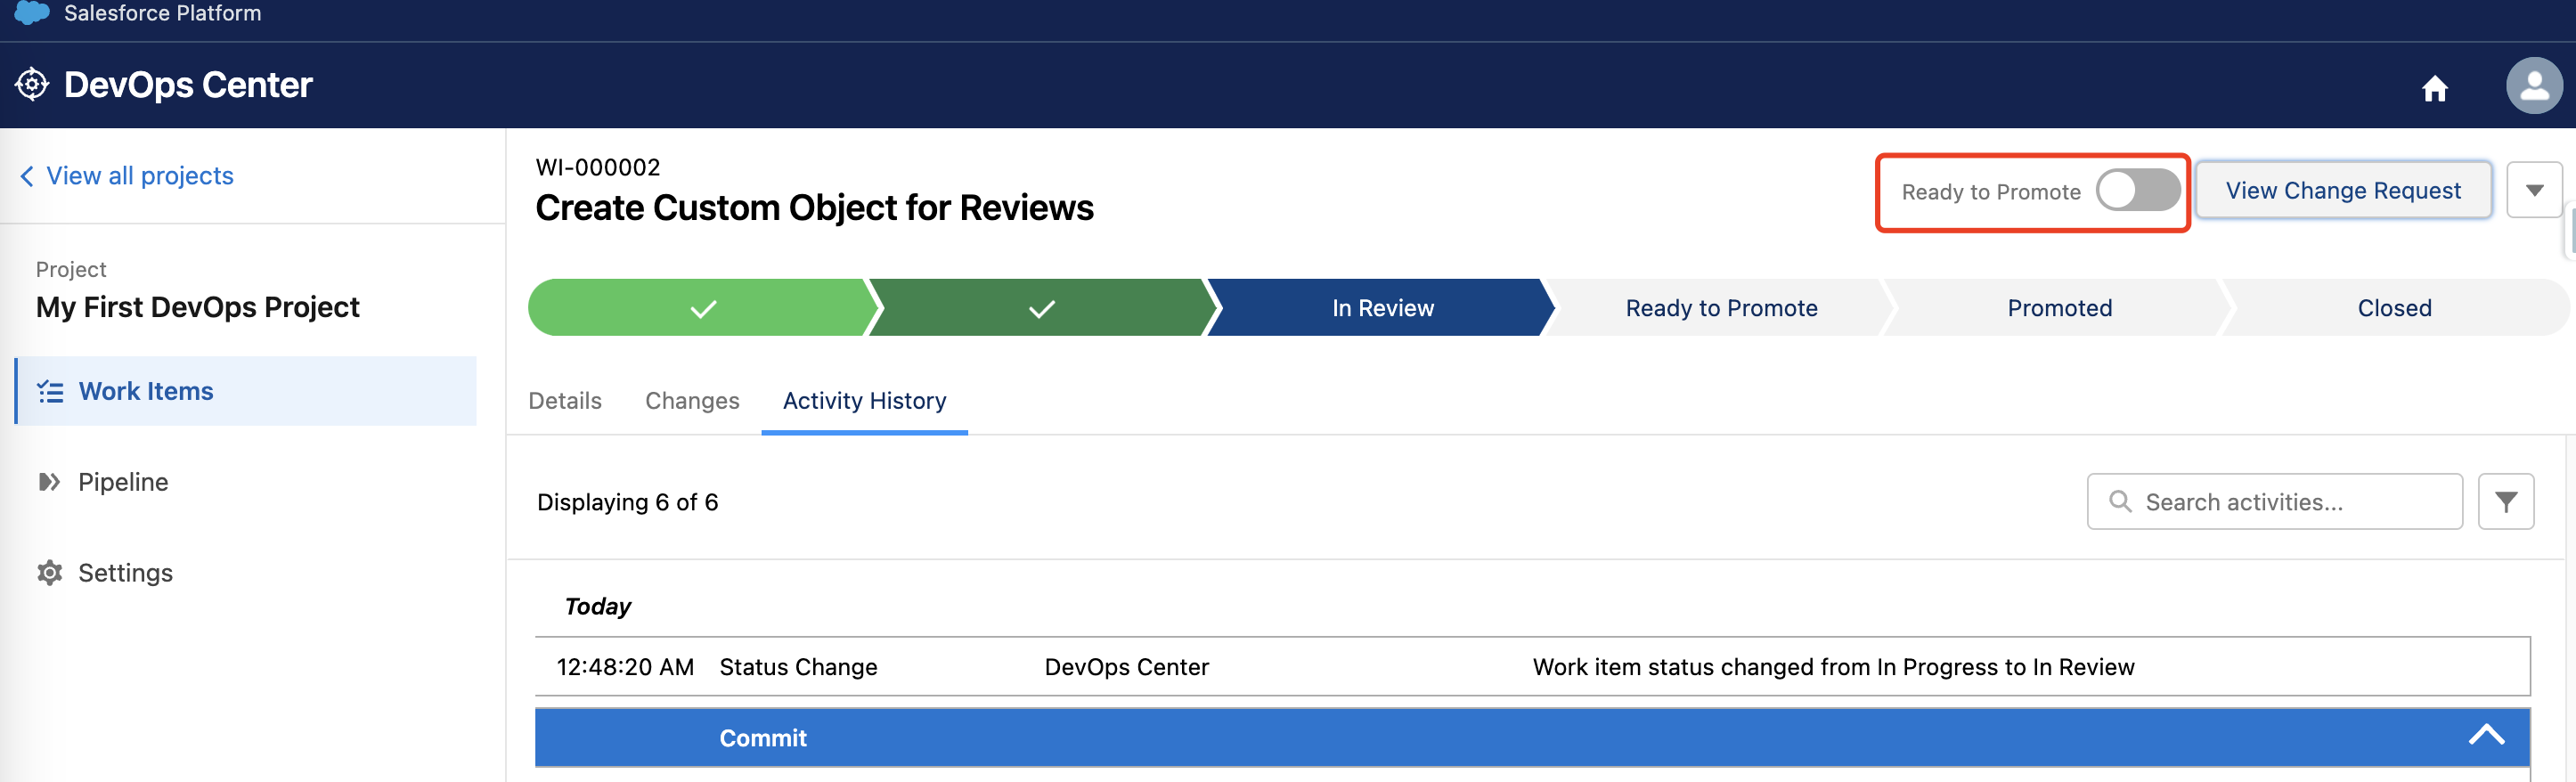 Salesforce Platform
DevOps Center
View all projects
Project
My First DevOps Project
Work Items
Pipeline
Settings
WI-000002
Create Custom Object for Reviews
Ready to Promote
View Change Request
In Review
Ready to Promote
Promoted
Closed
Details
Changes
Activity History
Displaying 6 of 6
Search activities...
Today
12:48:20 AM Status Change DevOps Center Work item status changed from In Progress to In Review
Commit